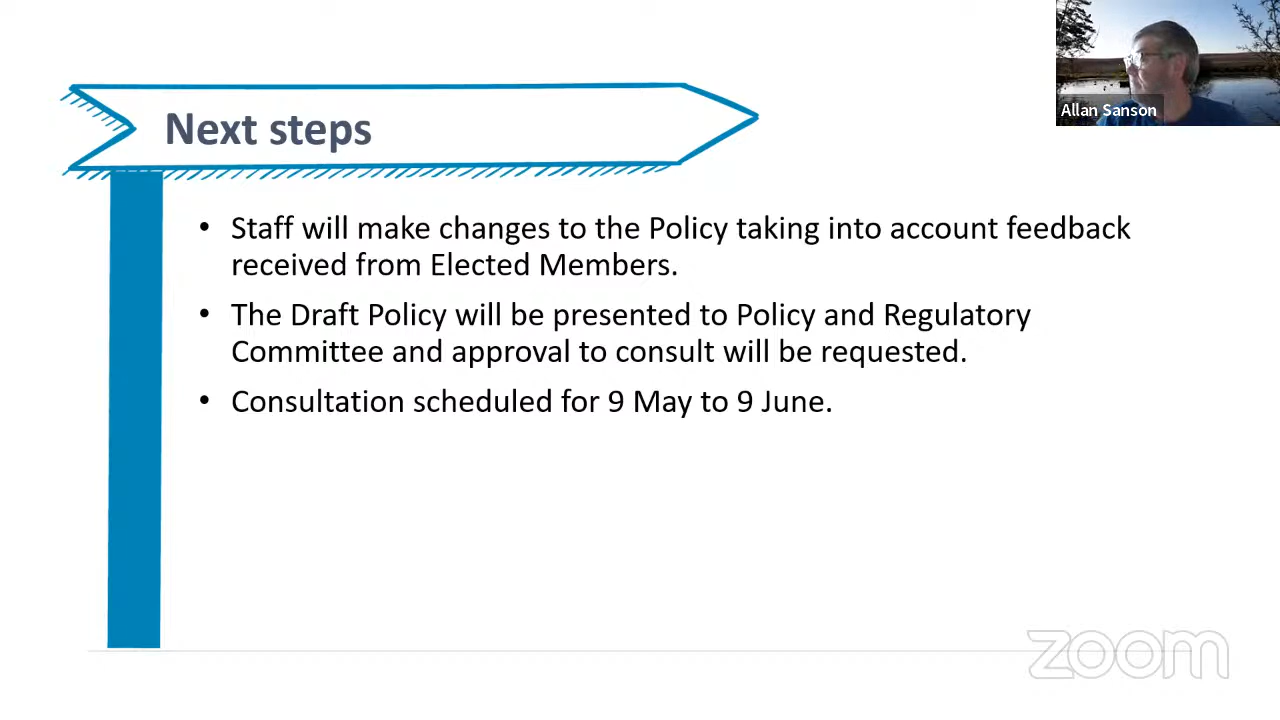 Allan Sanson
Next steps
• Staff will make changes to the Policy taking into account feedback
received from Elected Members.
• The Draft Policy will be presented to Policy and Regulatory
Committee and approval to consult will be requested.
• Consultation scheduled for 9 May to 9 June.
zoom